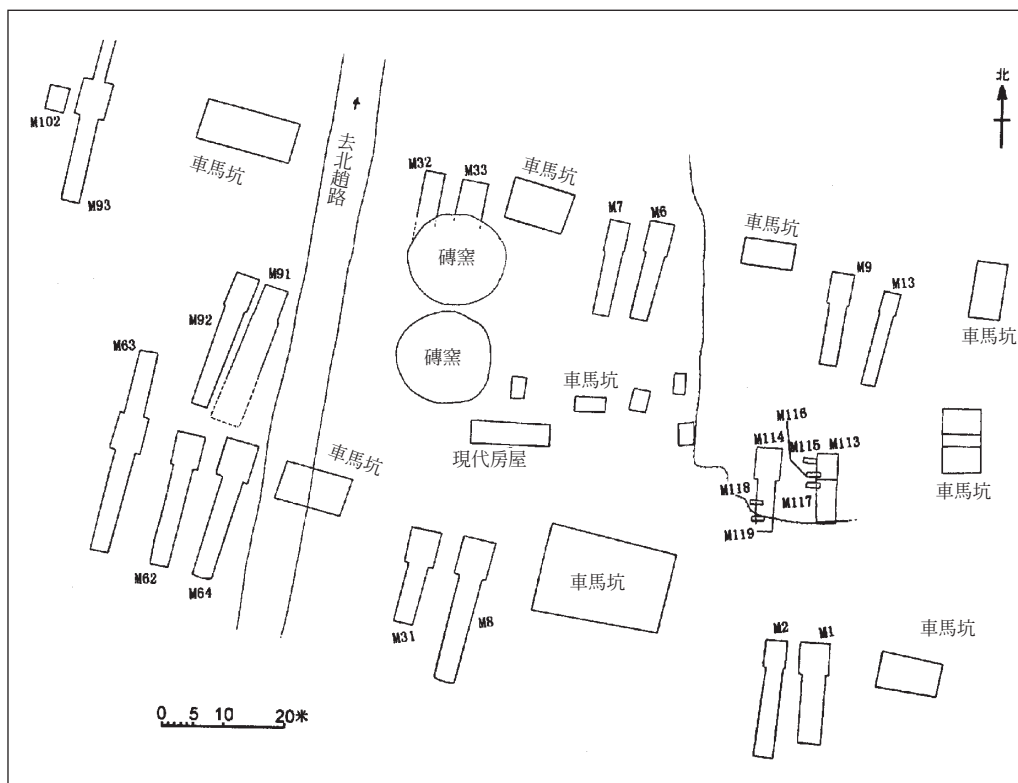 北
M102
M93
車馬坑
去北趙路
M32
M33
車馬坑
磚窯
M7
M6
車馬坑
M9
M13
車馬坑
M91
M92
M63
磚窯
車馬坑
現代房屋
M116
M114
M115
M113
車馬坑
M118
M117
M119
車馬坑
M62
M64
M31
M8
車馬坑
M2
M1
車馬坑
0 5 10 20米